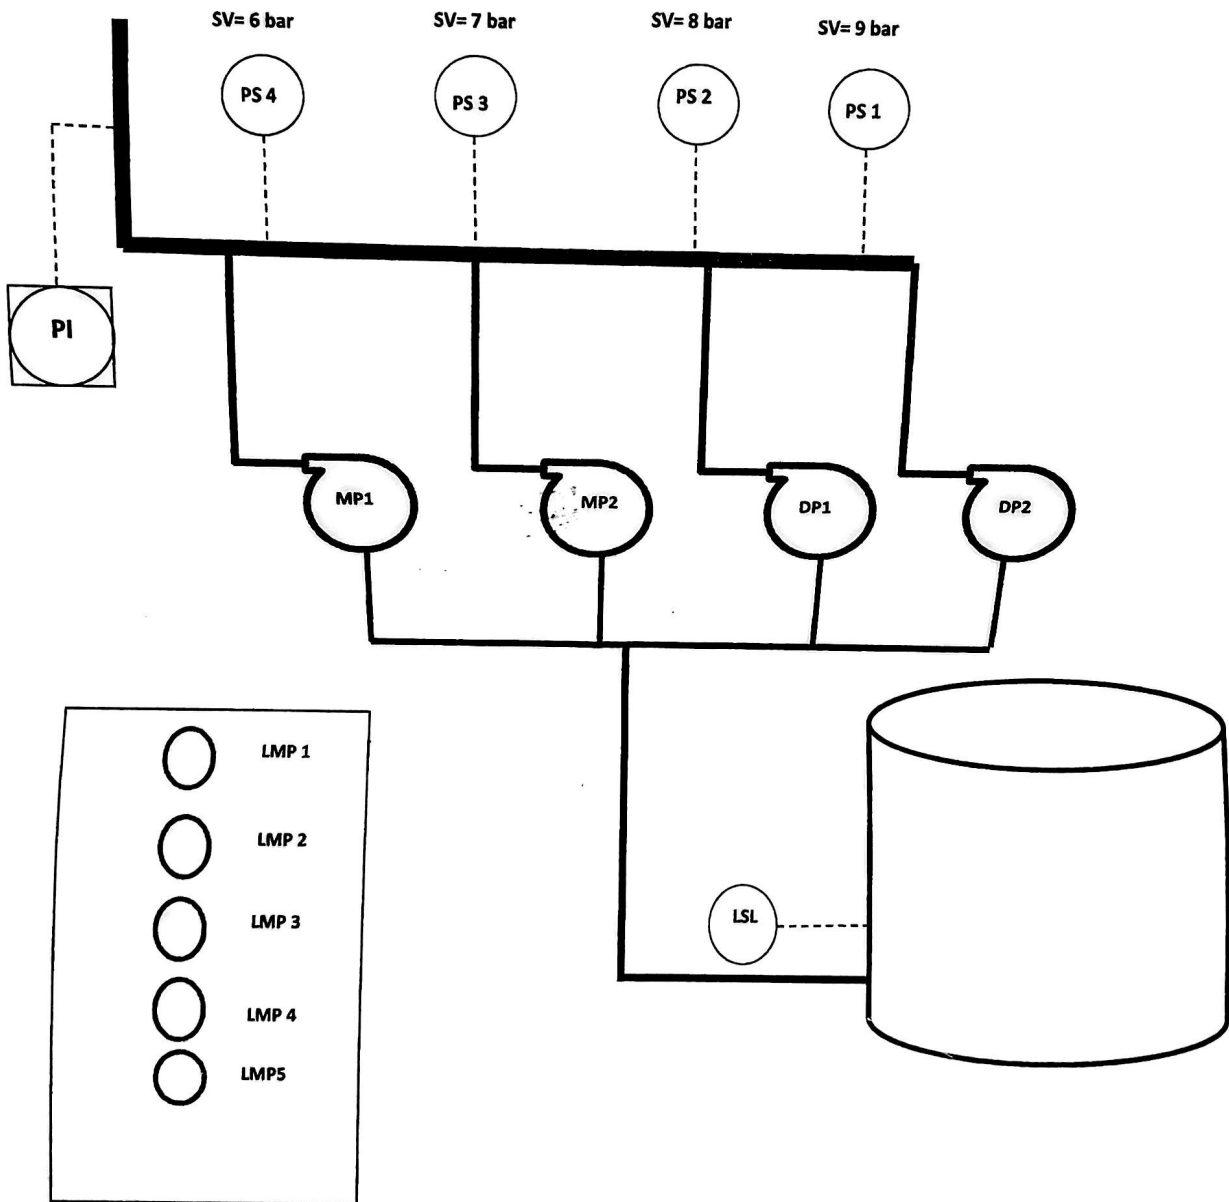 SV= 6 bar
SV= 7 bar
SV= 8 bar
SV= 9 bar
PS 4
PS 3
PS 2
PS 1
PI
MP1
MP2
DP1
DP2
LMP 1
LMP 2
LMP 3
LMP 4
LMP5
LSL